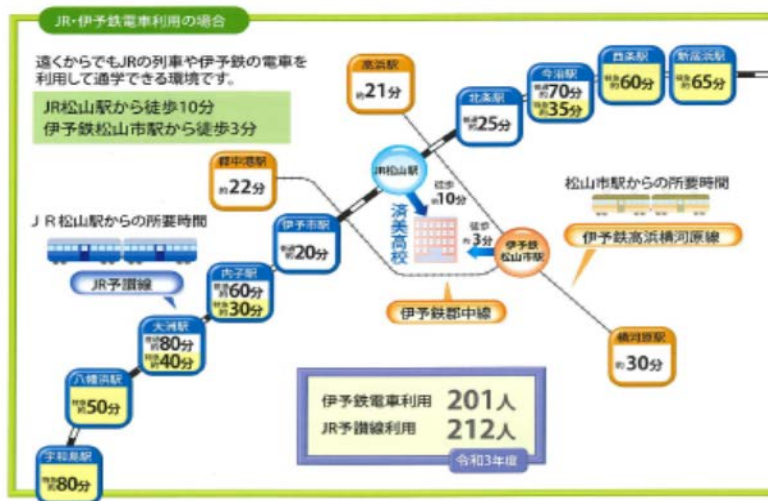 JR・伊予鉄電車利用の場合
遠くからでもJRの列車や伊予鉄の電車を
利用して通学できる環境です。
JR松山駅から徒歩10分
伊予鉄松山市駅から徒歩3分
高浜駅
約21分
北条駅
普通約25分
今治駅
普通約70分
特急約35分
西条駅
特急約60分
新居浜駅
特急約65分
郡中港駅
約22分
JR松山駅
徒歩
約10分
済美高校
徒歩
約3分
伊予鉄
松山市駅
松山市駅からの所要時間
伊予鉄高浜横河原線
JR松山駅からの所要時間
JR予讃線
伊予市駅
普通約20分
内子駅
普通約60分
特急約30分
大洲駅
普通約80分
特急約40分
八幡浜駅
特急約50分
宇和島駅
特急約80分
伊予鉄郡中線
横河原駅
約30分
伊予鉄電車利用 201人
JR予讃線利用 212人
令和3年度